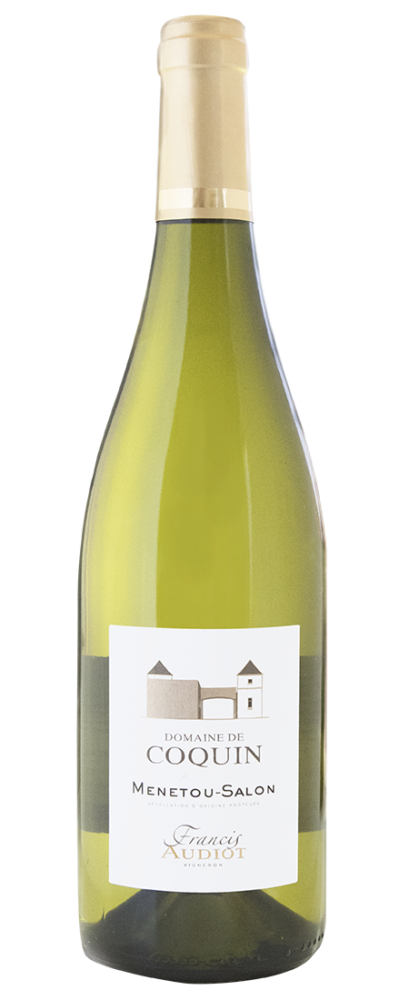 DOMAINE DE
COQUIN
MENETOU-SALON
APPELLATION D'ORIGINE PROTÉGÉE
Francis
AUDIOT
VIGNERON